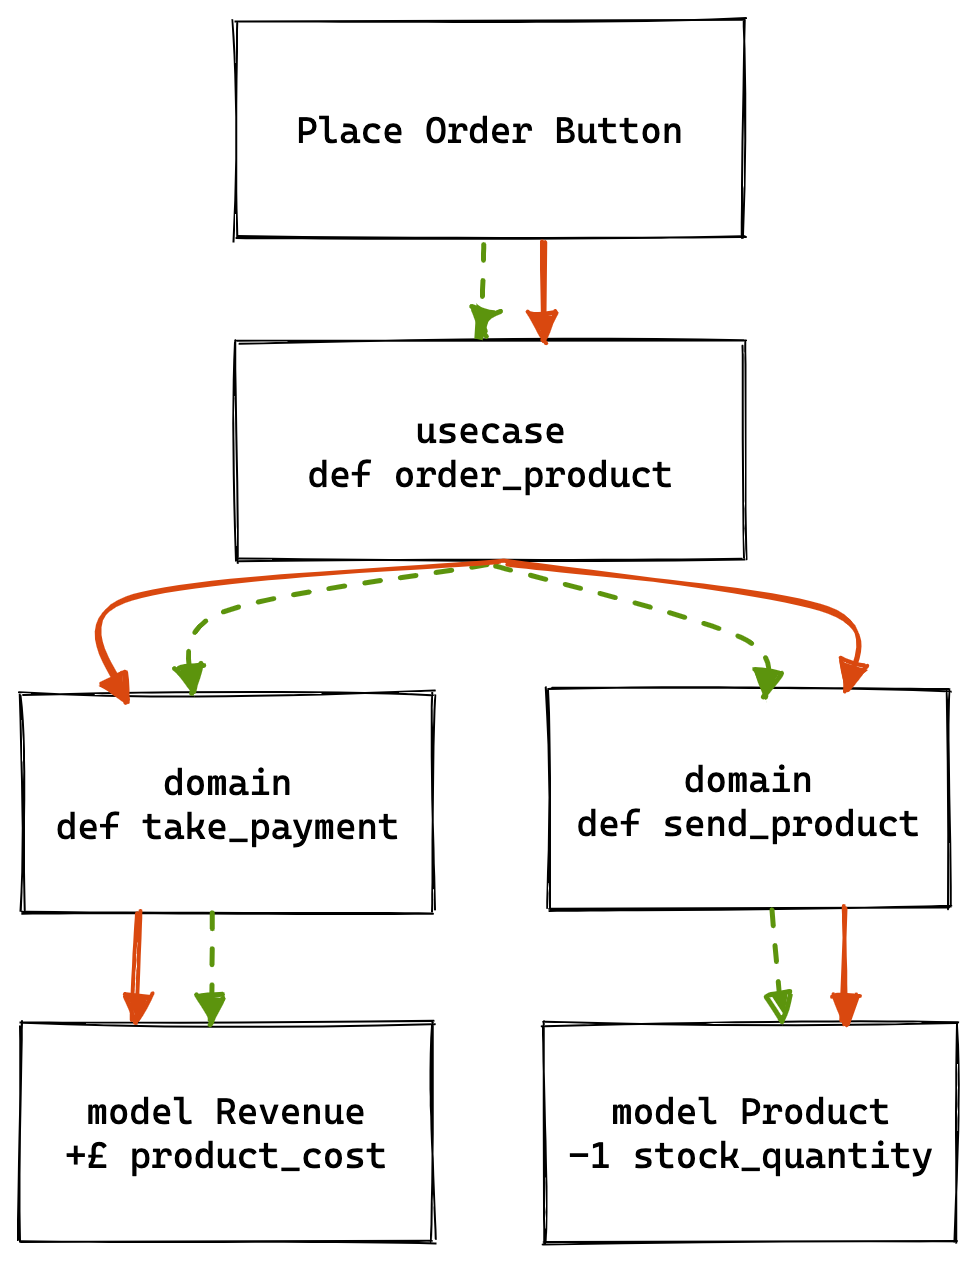 Place Order Button
usecase
def order_product
domain
def take_payment
domain
def send_product
model Revenue
+£ product_cost
model Product
-1 stock_quantity